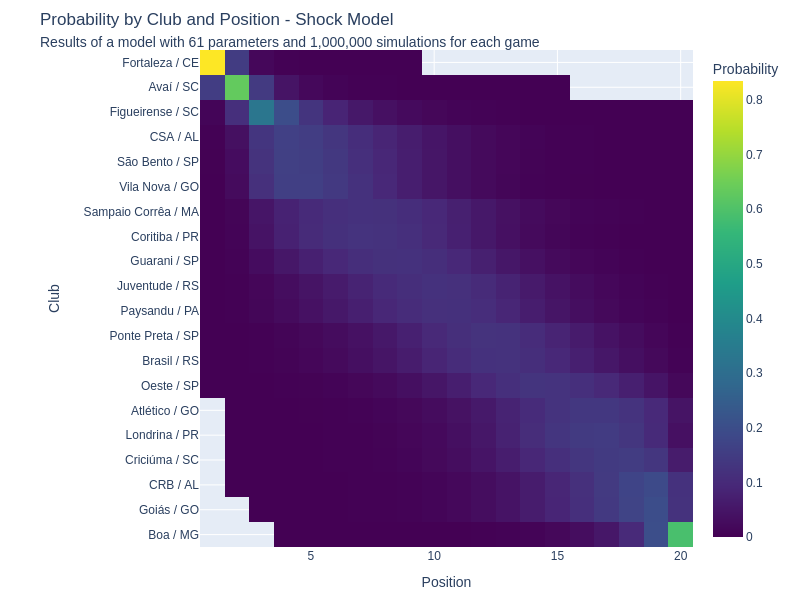 Probability by Club and Position - Shock Model
Results of a model with 61 parameters and 1,000,000 simulations for each game
Fortaleza / CE
Avaí / SC
Figueirense / SC
CSA / AL
São Bento / SP
Vila Nova / GO
Sampaio Corrêa / MA
Coritiba / PR
Guarani / SP
Juventude / RS
Paysandu / PA
Ponte Preta / SP
Brasil / RS
Oeste / SP
Atlético / GO
Londrina / PR
Criciúma / SC
CRB / AL
Goiás / GO
Boa / MG
Club
5
10
15
20
Position
Probability
0.8
0.7
0.6
0.5
0.4
0.3
0.2
0.1
0